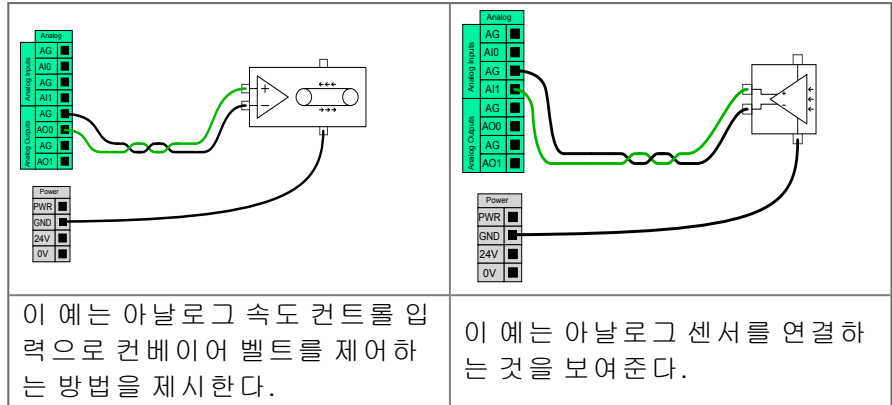 Analog
Analog Inputs
AG
AI0
AG
AI1
Analog Outputs
AG
AO0
AG
AO1
Power
PWR
GND
24V
0V
+
−
←←←
→→→
이 예는 아날로그 속도 컨트롤 입
력으로 컨베이어 벨트를 제어하
는 방법을 제시한다.
Analog
Analog Inputs
AG
AI0
AG
AI1
Analog Outputs
AG
AO0
AG
AO1
Power
PWR
GND
24V
0V
+
-
이 예는 아날로그 센서를 연결하
는 것을 보여준다.